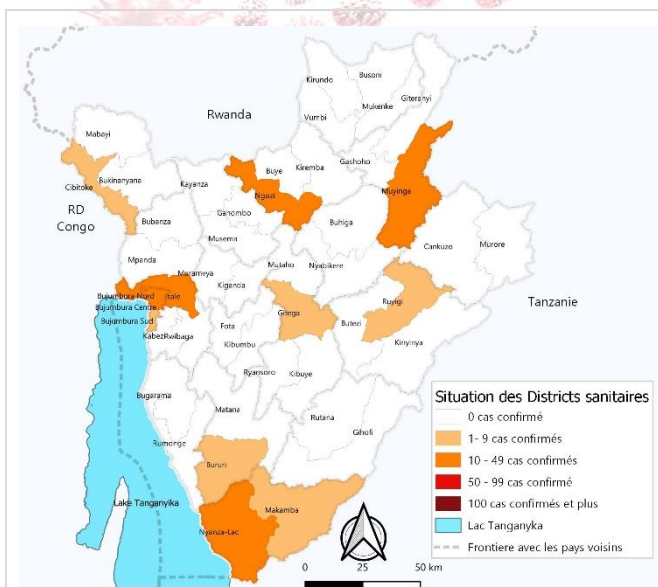 Kirundo
Busoni
Giteranyi
Mukenke
Vumbi
Rwanda
Mabayi
Buye
Kiremba
Gashoho
Bukinanyana
Cibitoke
Kayanza
Ngozi
Muyinga
RD
Congo
Gahombo
Bubanza
Buhiga
Musema
Cankuzo
Murore
Mpanda
Muramvya
Mulaho
Nyabikere
Kiganda
Bujumbura Nord
Isale
Bujumbura Centre
Ruyigi
Tanzanie
Bujumbura Sud
Gitega
Fota
Butezi
Kabezi
Rwibaga
Kibumbu
Kinyinya
Ryansoro
Kibuye
Bugarama
Matana
Rutana
Giholi
Rumonge
Bururi
Lake Tanganyika
Makamba
Nyanza-Lac
Situation des Districts sanitaires
0 cas confirmé
1- 9 cas confirmés
10 - 49 cas confirmés
50 - 99 cas confirmé
100 cas confirmés et plus
Lac Tanganyka
Frontiere avec les pays voisins
0 25 50 km